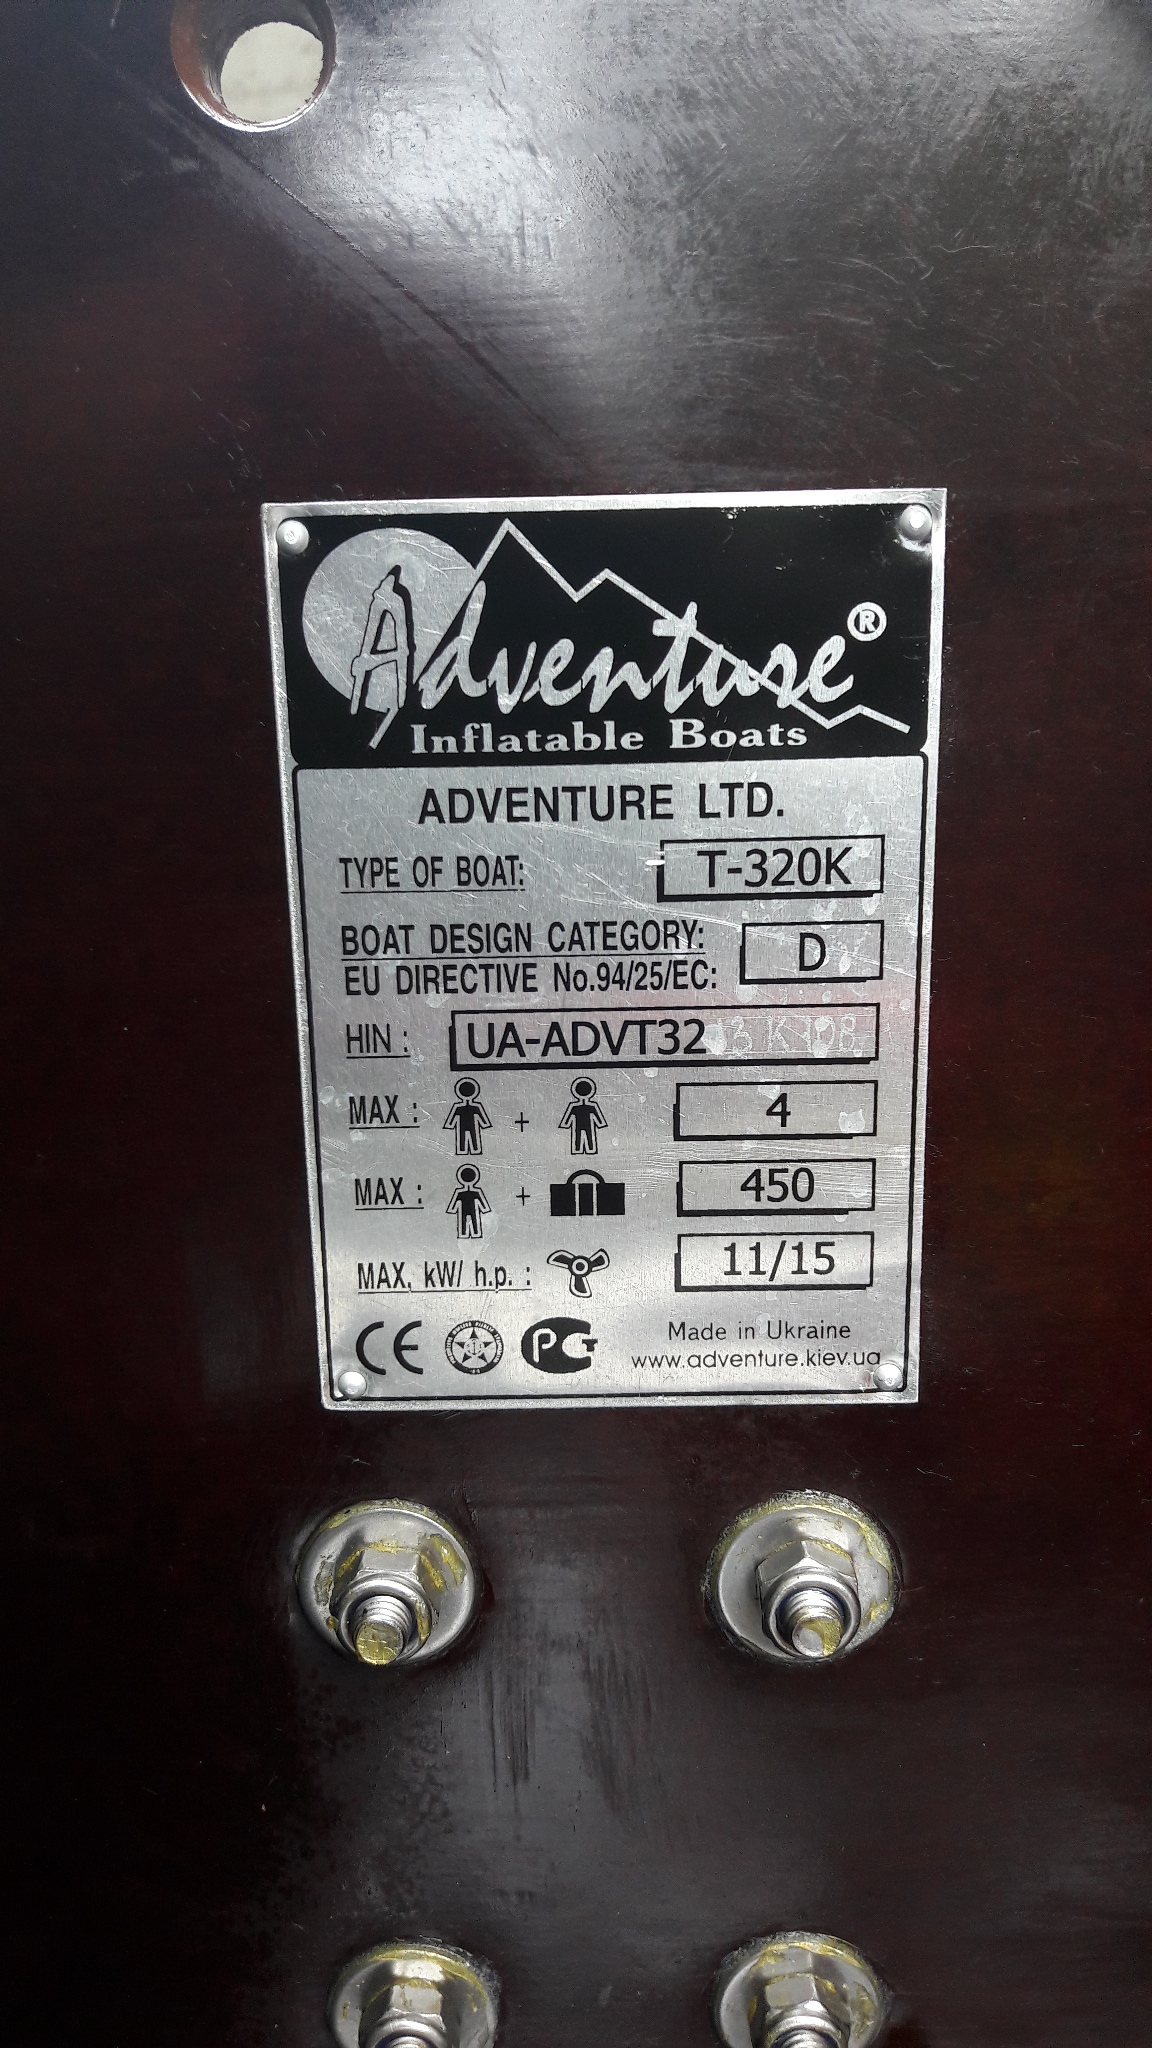 Adventure®
Inflatable Boats
ADVENTURE LTD.
TYPE OF BOAT: T-320K
BOAT DESIGN CATEGORY:
EU DIRECTIVE No.94/25/EC: D
HIN : UA-ADVT32
MAX : + 4
MAX : + 450
MAX. kW/ h.p. : 11/15
CE PCT Made in Ukraine
www.adventure.kiev.ua